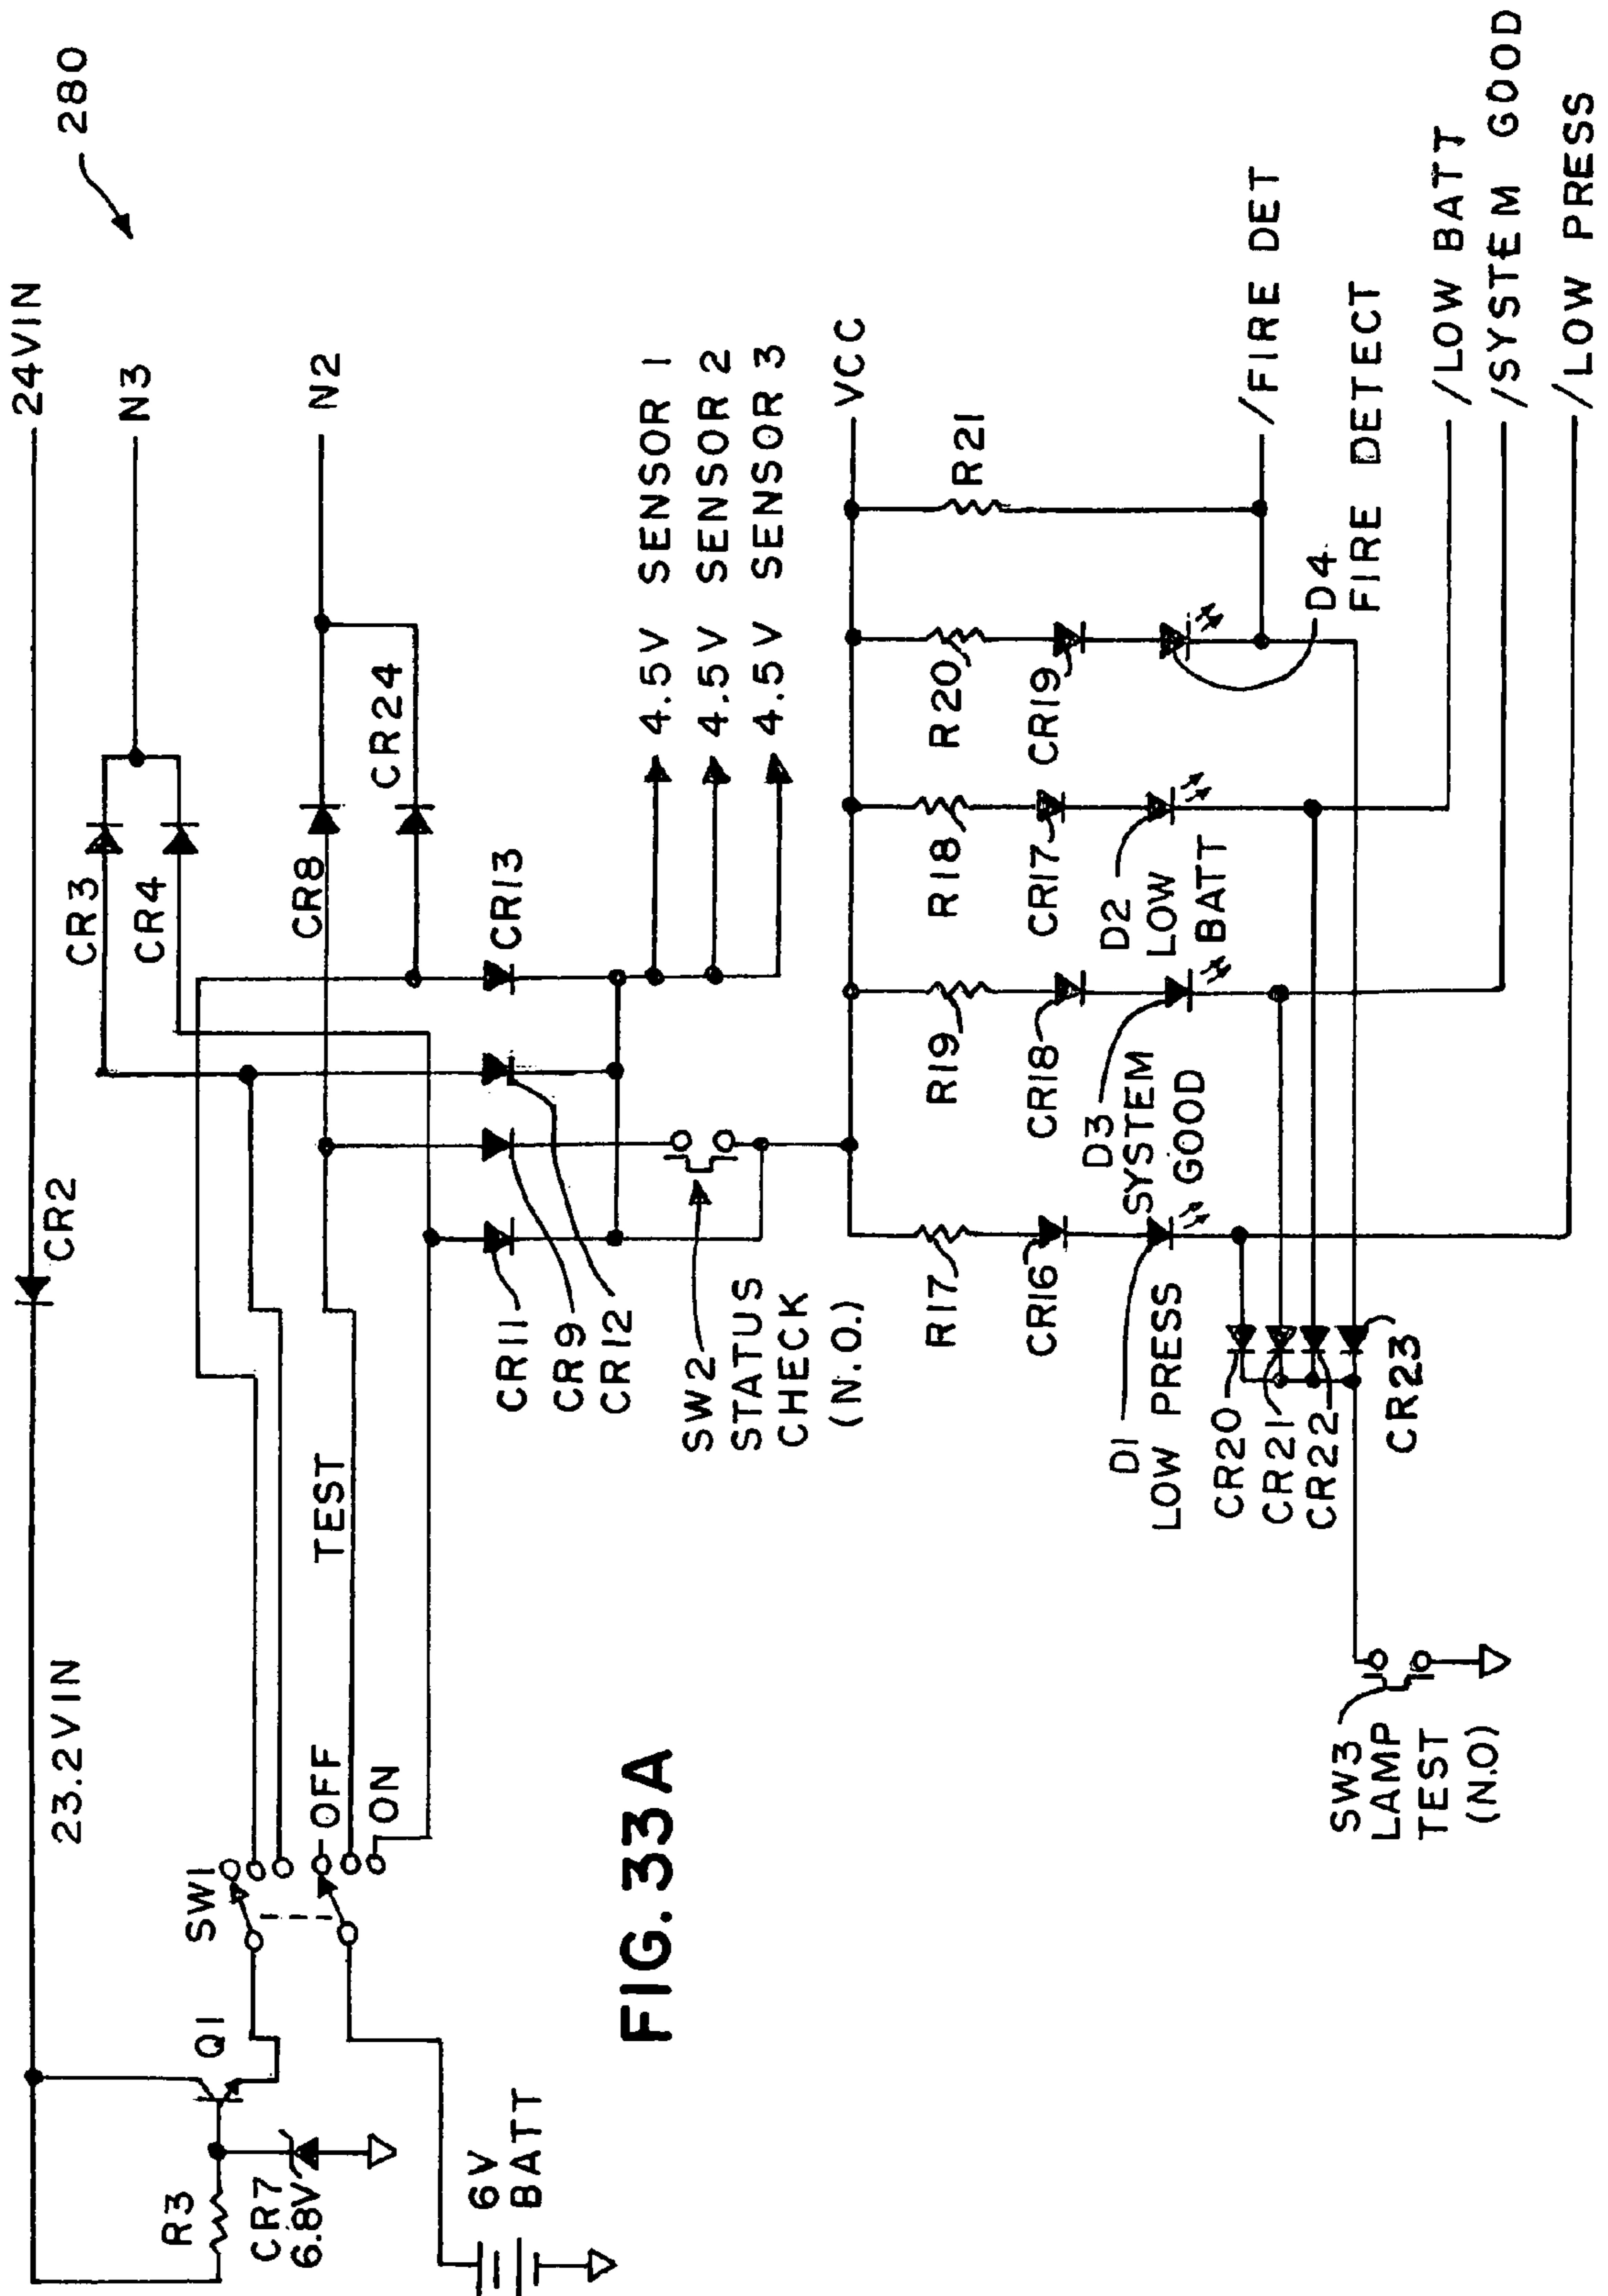 280
24VIN
N3
N2
CR3
CR4
CR8
CR24
CR2
23.2VIN
CR13
4.5V SENSOR 1
4.5V SENSOR 2
4.5V SENSOR 3
SW1
OFF
TEST
ON
Q1
R3
CR7
6.8V
6V
BATT
CR11
CR9
CR12
SW2
STATUS
CHECK
(N.O.)
VCC
R21
R20
R18
R19
R17
CR19
CR17
CR18
CR16
D4
FIRE DETECT
D2
LOW
BATT
D3
SYSTEM
GOOD
D1
LOW PRESS
/FIRE DET
/LOW BATT
/SYSTEM GOOD
/LOW PRESS
CR20
CR21
CR22
CR23
SW3
LAMP
TEST
(N.O)
FIG. 33A